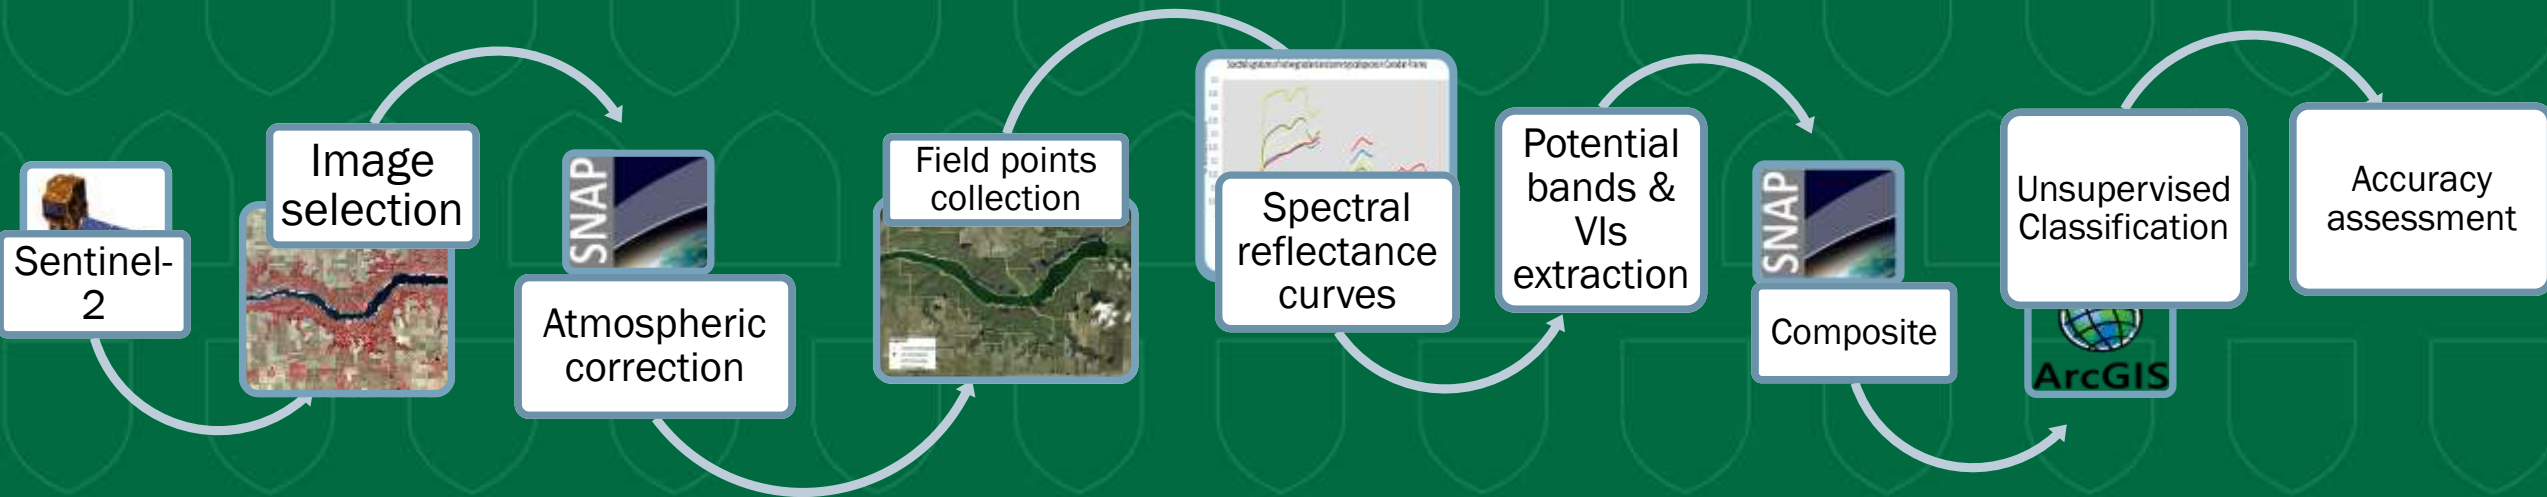 Sentinel-
2
Image
selection
SNAP
Atmospheric
correction
Field points
collection
Spectral
reflectance
curves
Potential
bands &
VIs
extraction
SNAP
Composite
Unsupervised
Classification
ArcGIS
Accuracy
assessment